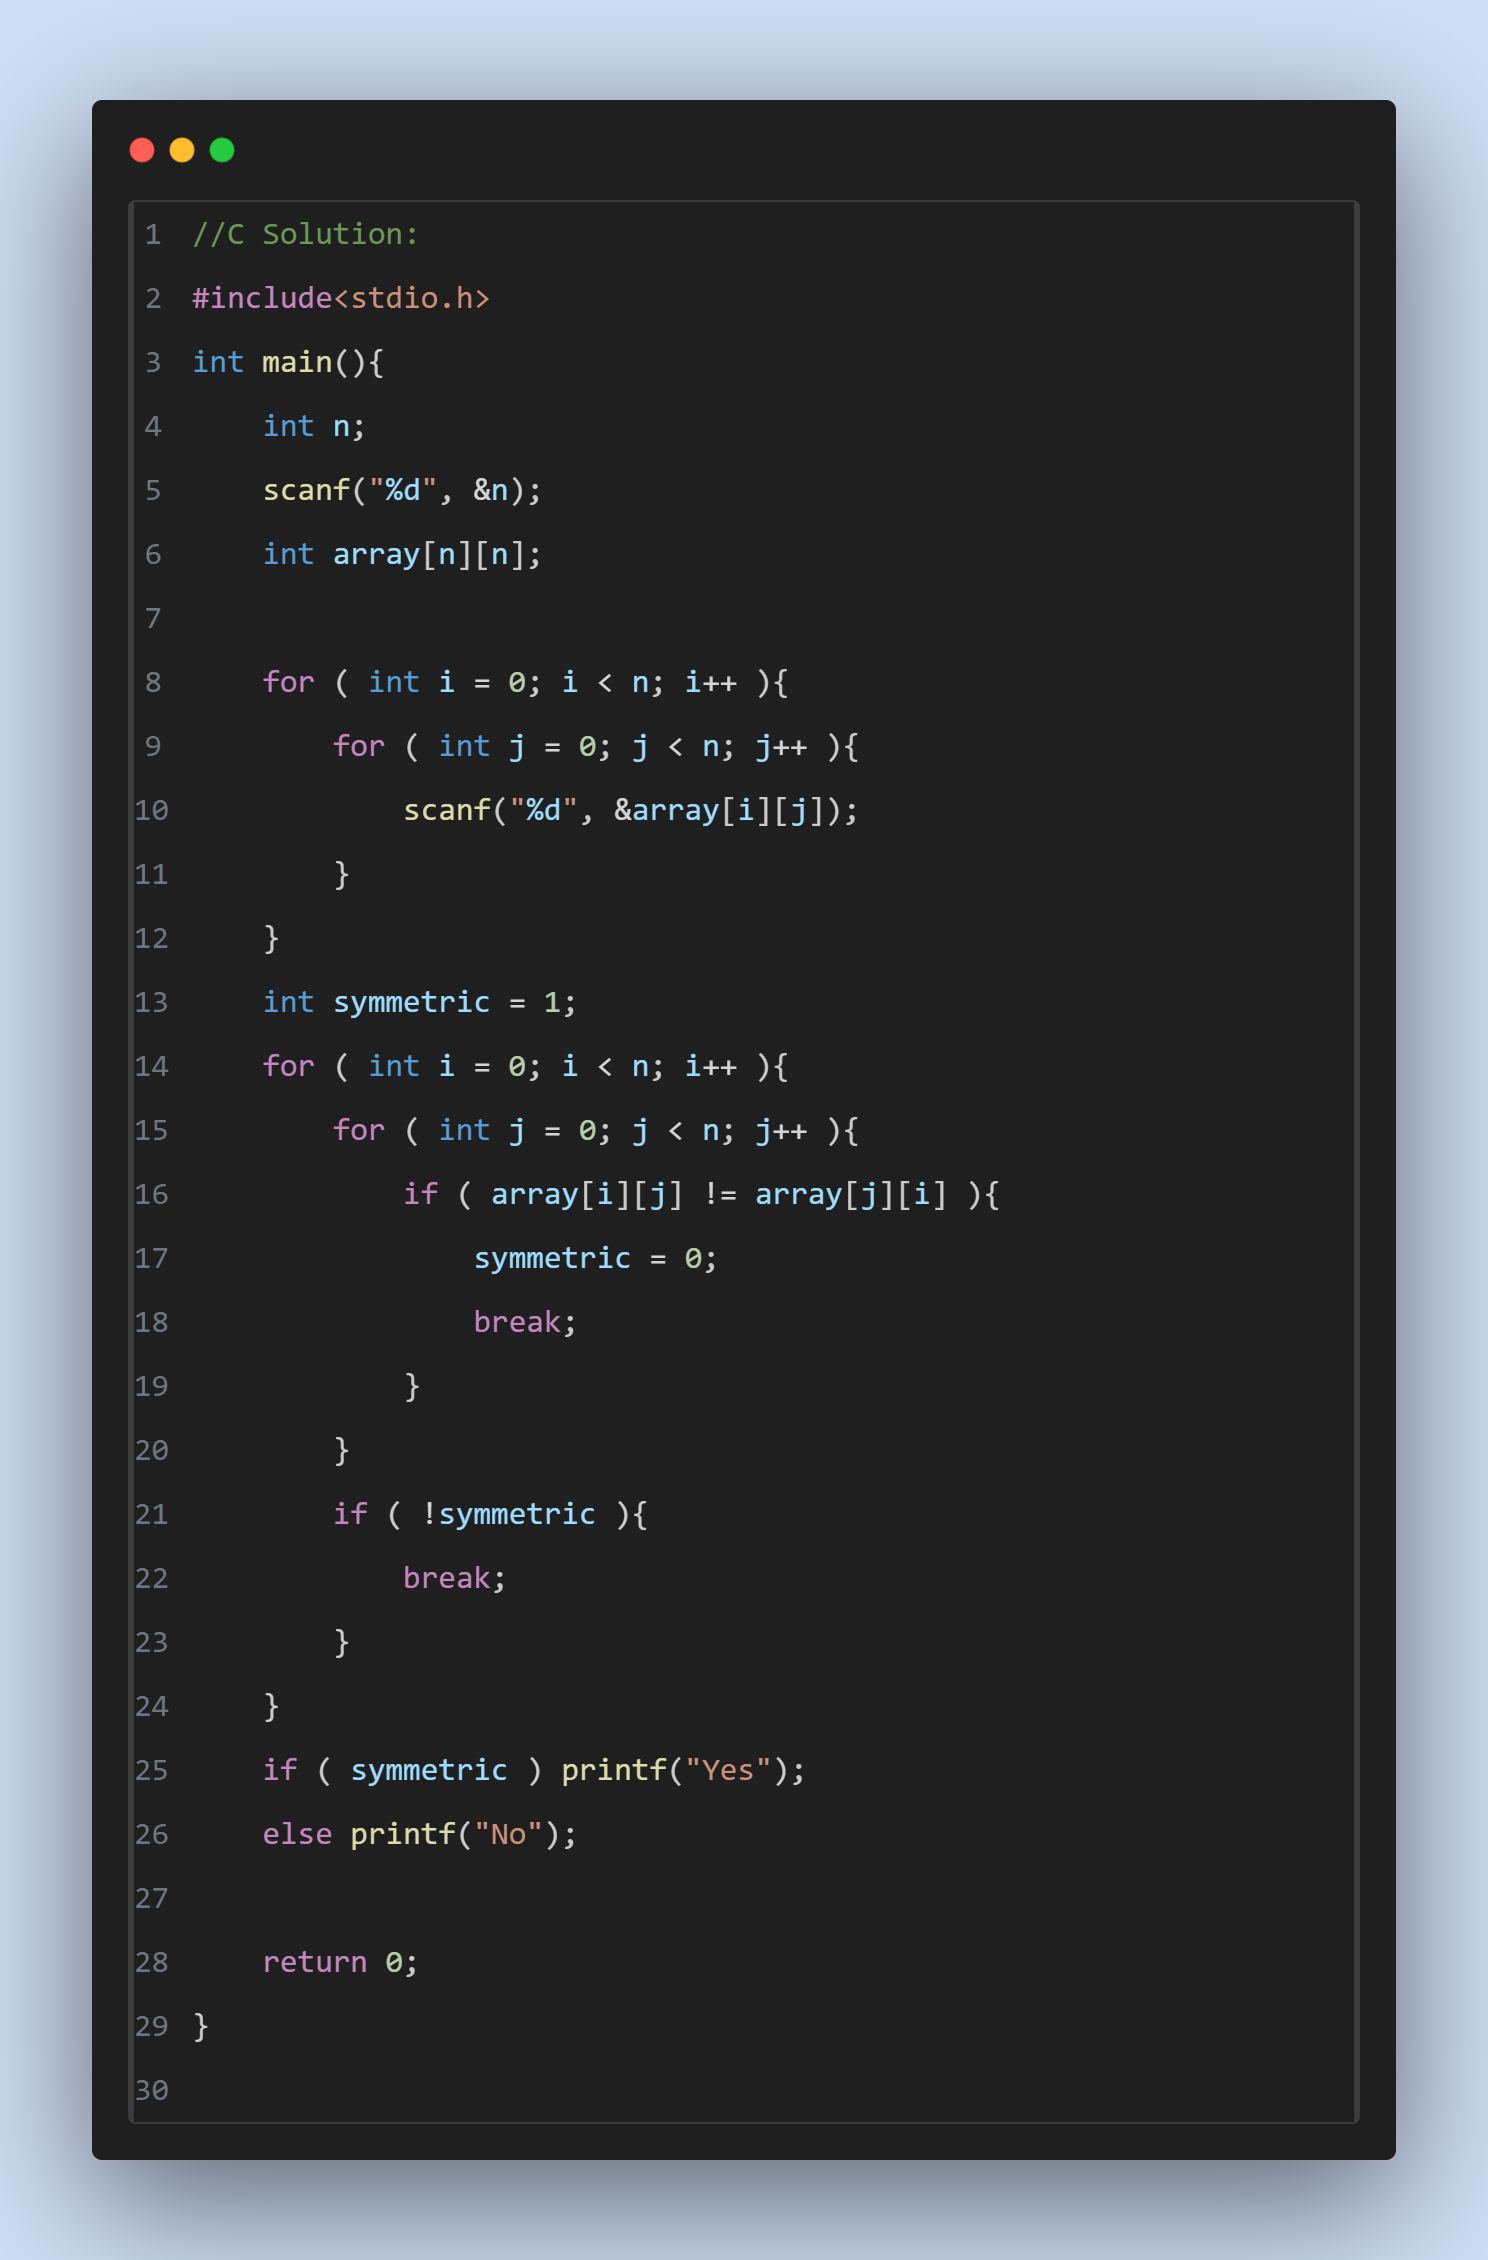 1 //C Solution:
2 #include<stdio.h>
3 int main(){
4     int n;
5     scanf("%d", &n);
6     int array[n][n];
7
8     for ( int i = 0; i < n; i++ ){
9         for ( int j = 0; j < n; j++ ){
10             scanf("%d", &array[i][j]);
11         }
12     }
13     int symmetric = 1;
14     for ( int i = 0; i < n; i++ ){
15         for ( int j = 0; j < n; j++ ){
16             if ( array[i][j] != array[j][i] ){
17                 symmetric = 0;
18                 break;
19             }
20         }
21         if ( !symmetric ){
22             break;
23         }
24     }
25     if ( symmetric ) printf("Yes");
26     else printf("No");
27
28     return 0;
29 }
30